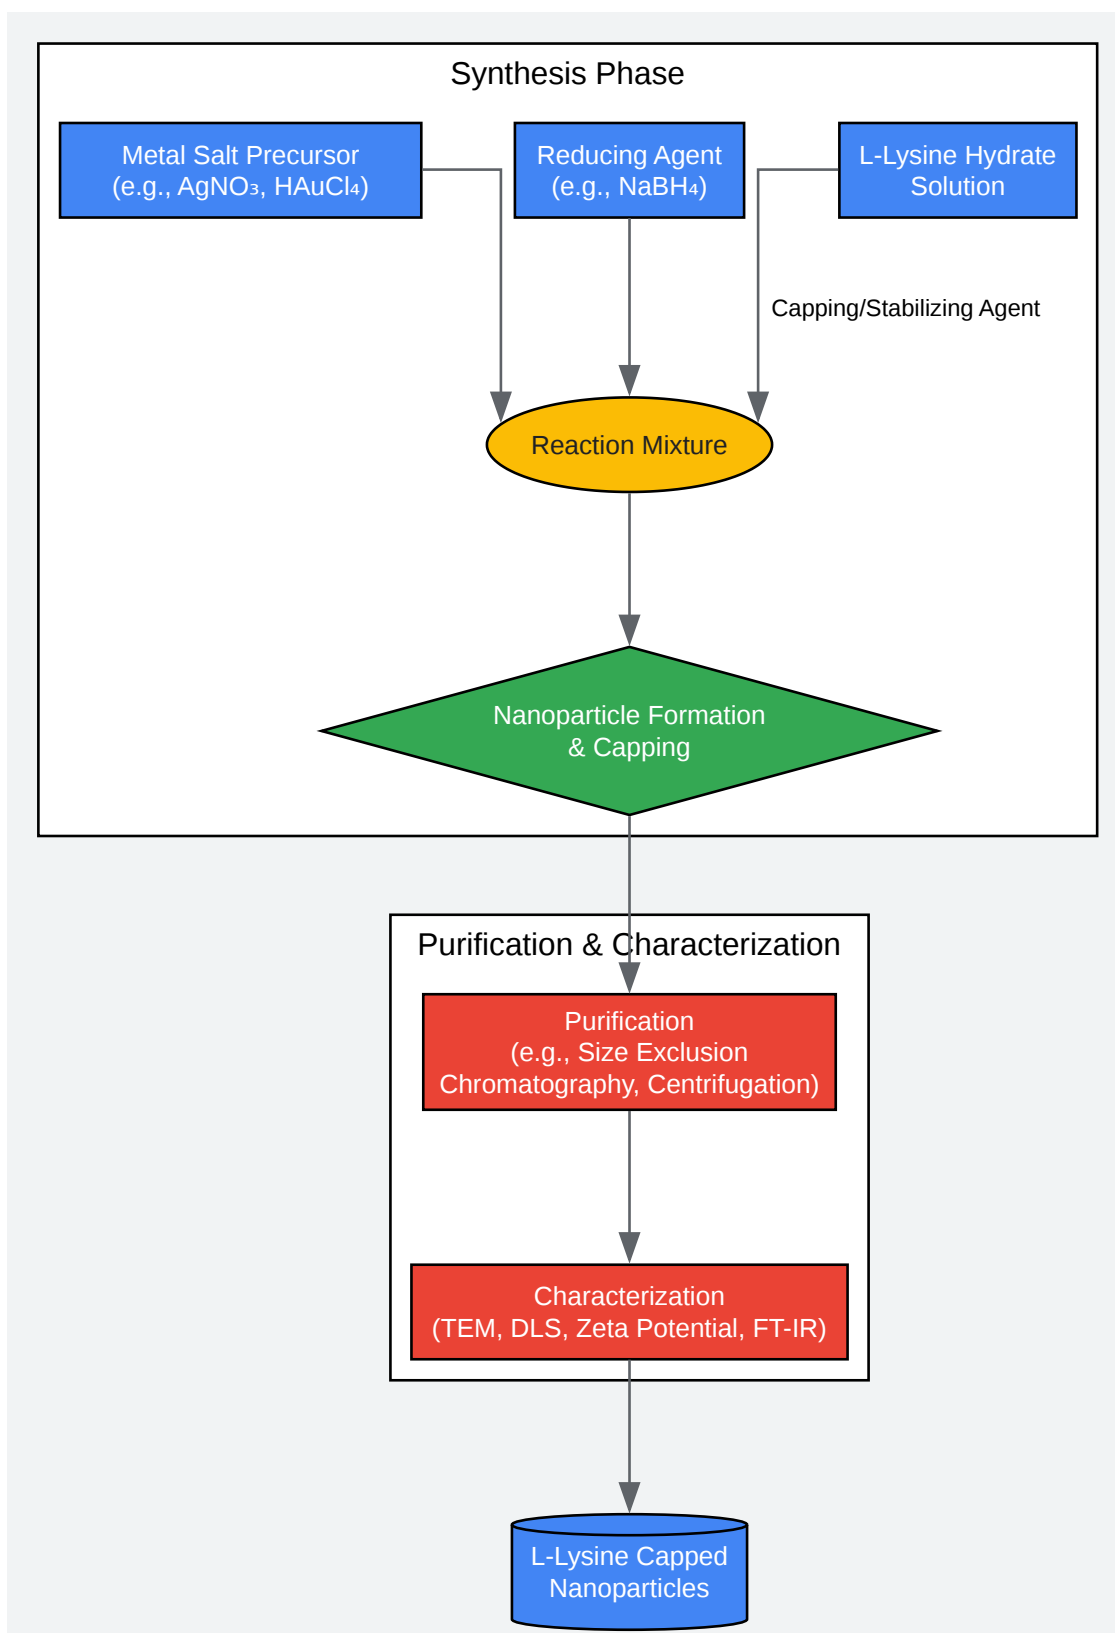 Synthesis Phase
Metal Salt Precursor
(e.g., AgNO₃, HAuCl₄)
Reducing Agent
(e.g., NaBH₄)
L-Lysine Hydrate
Solution
Capping/Stabilizing Agent
Reaction Mixture
Nanoparticle Formation
& Capping
Purification & Characterization
Purification
(e.g., Size Exclusion
Chromatography, Centrifugation)
Characterization
(TEM, DLS, Zeta Potential, FT-IR)
L-Lysine Capped
Nanoparticles